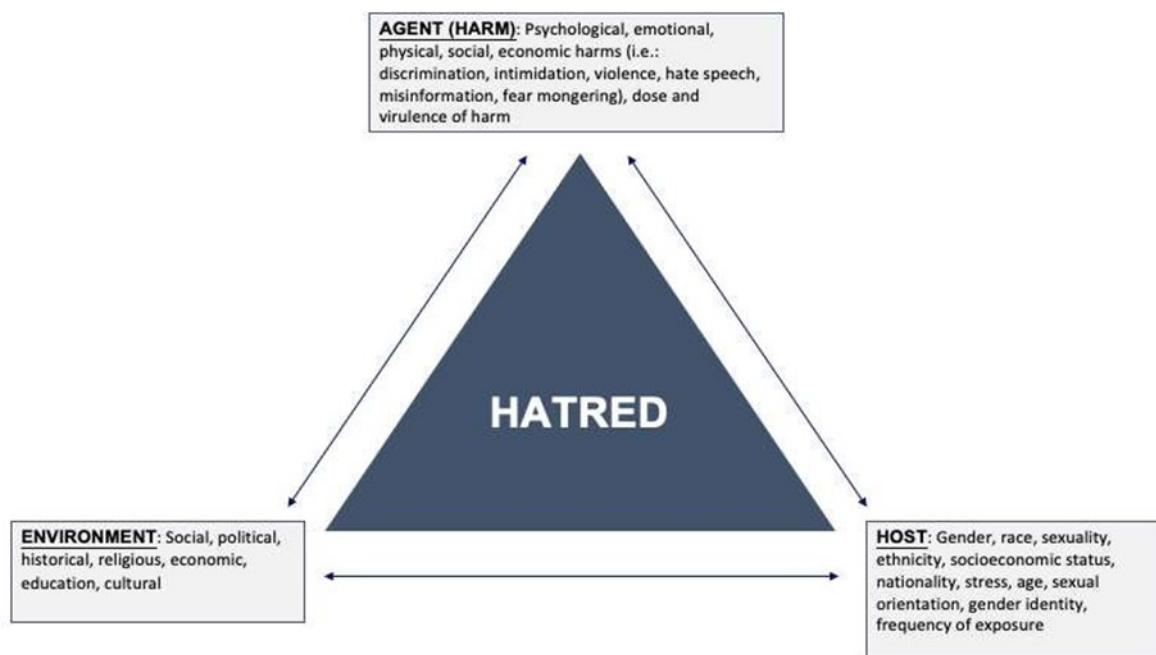 AGENT (HARM): Psychological, emotional,
physical, social, economic harms (i.e.:
discrimination, intimidation, violence, hate speech,
misinformation, fear mongering), dose and
virulence of harm
HATRED
ENVIRONMENT: Social, political,
historical, religious, economic,
education, cultural
HOST: Gender, race, sexuality,
ethnicity, socioeconomic status,
nationality, stress, age, sexual
orientation, gender identity,
frequency of exposure